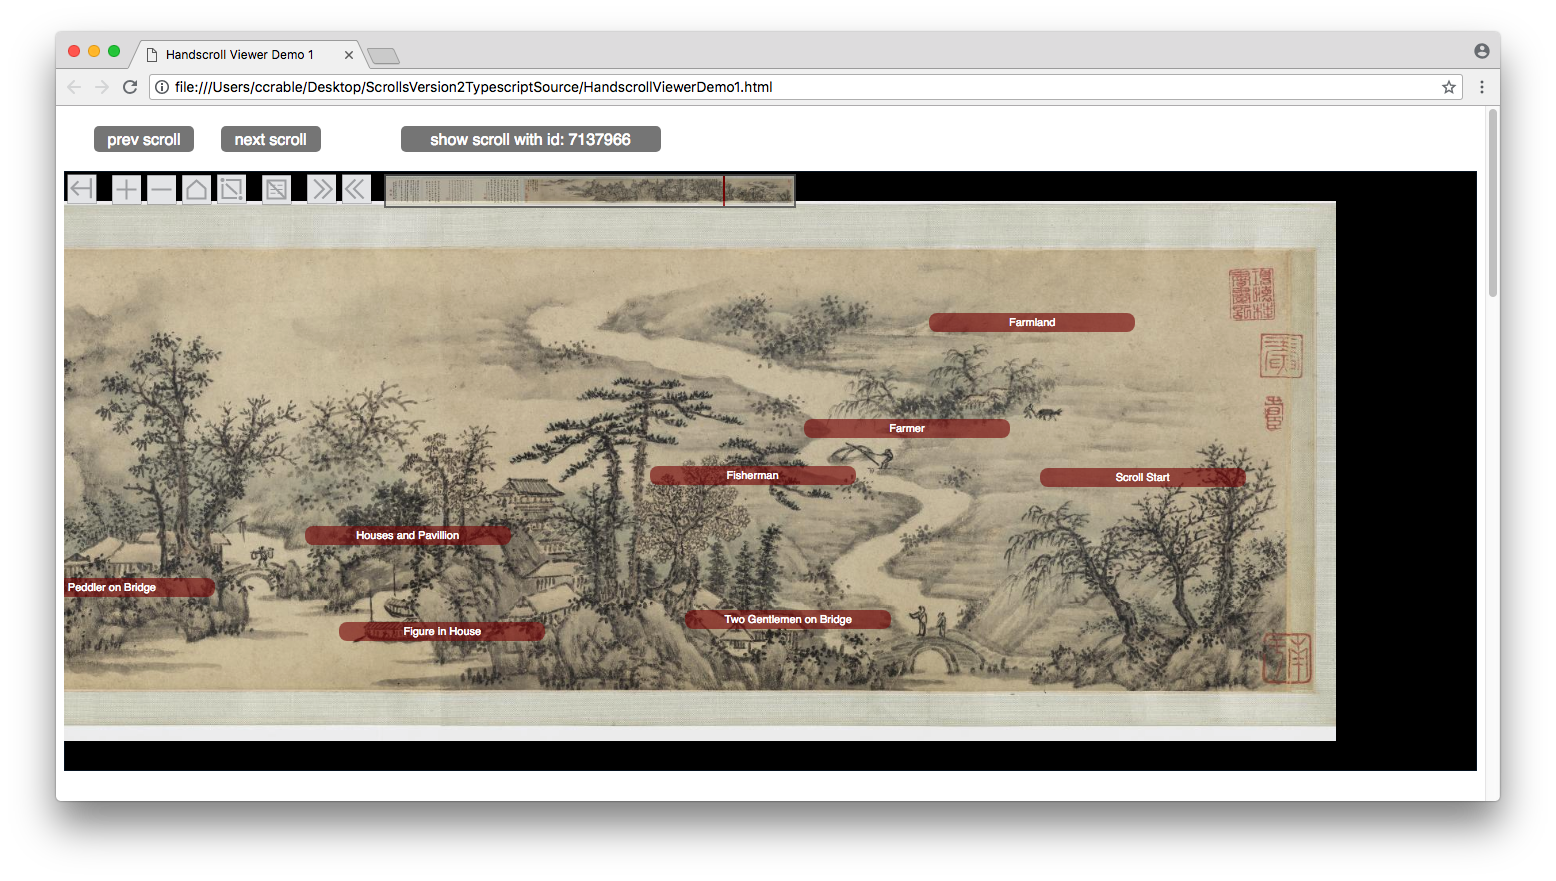 Handscroll Viewer Demo 1
file:///Users/ccrable/Desktop/ScrollsVersion2TypescriptSource/HandscrollViewerDemo1.html
prev scroll
next scroll
show scroll with id: 7137966
Farmland
Farmer
Fisherman
Scroll Start
Houses and Pavillion
Peddler on Bridge
Two Gentlemen on Bridge
Figure in House